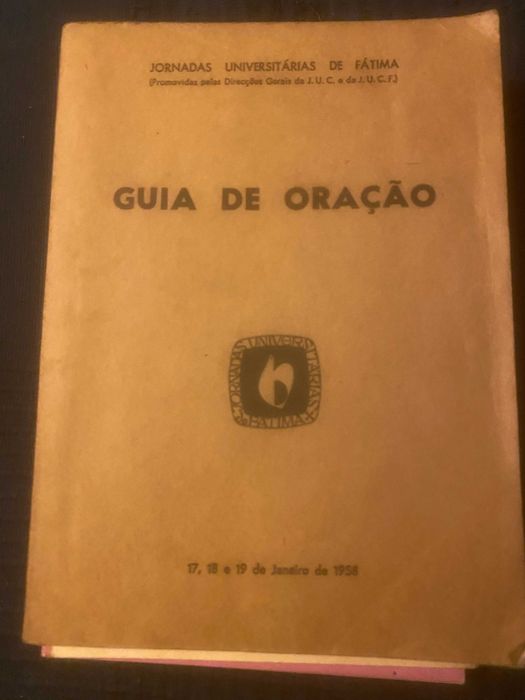 JORNADAS UNIVERSITÁRIAS DE FÁTIMA
(Promovidas pelas Direcções Gerais da J. U. C. e da J. U. C. F.)
GUIA DE ORAÇÃO
JORNADAS UNIVERSITÁRIAS
de FÁTIMA
17, 18 e 19 de Janeiro de 1958